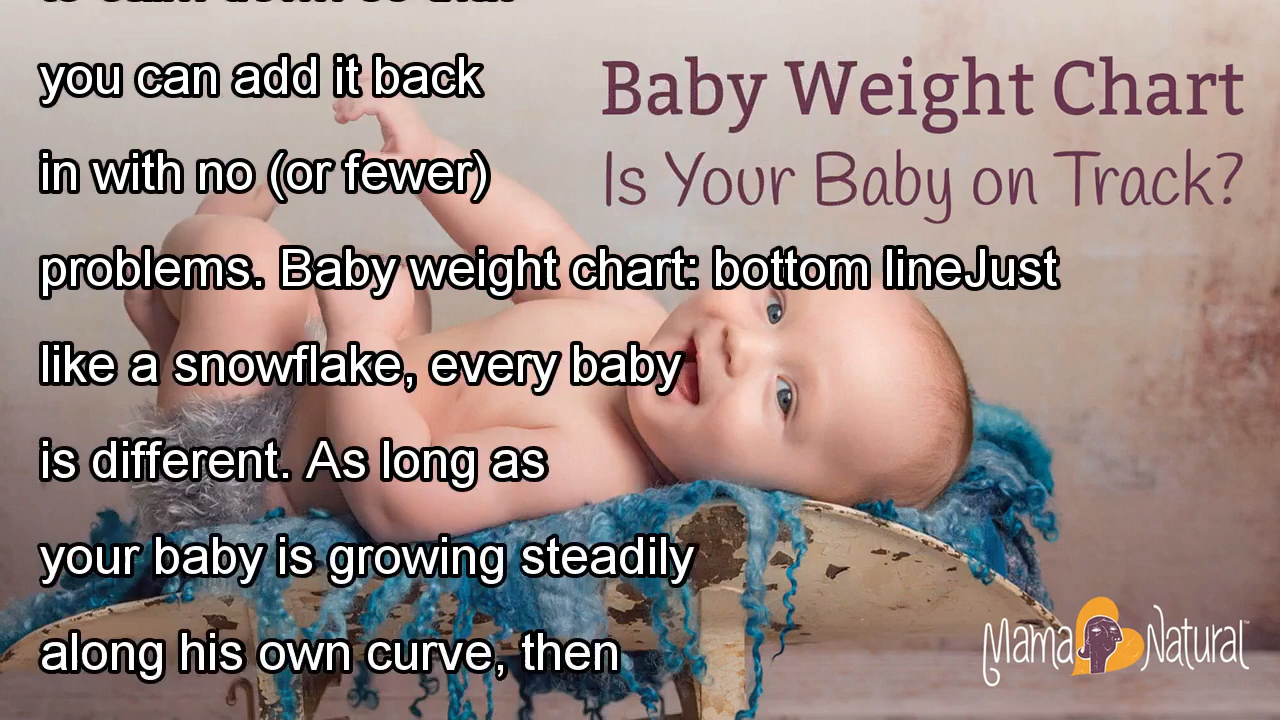 you can add it back
in with no (or fewer)
problems. Baby weight chart: bottom lineJust
like a snowflake, every baby
is different. As long as
your baby is growing steadily
along his own curve, then
Baby Weight Chart
Is Your Baby on Track?
Mama Natural™